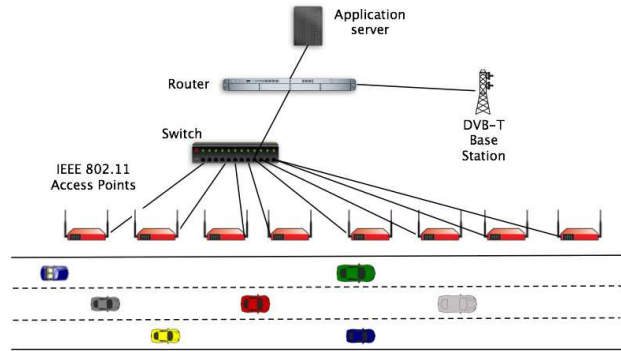 Application
server
Router
DVB-T
Base
Station
Switch
IEEE 802.11
Access Points